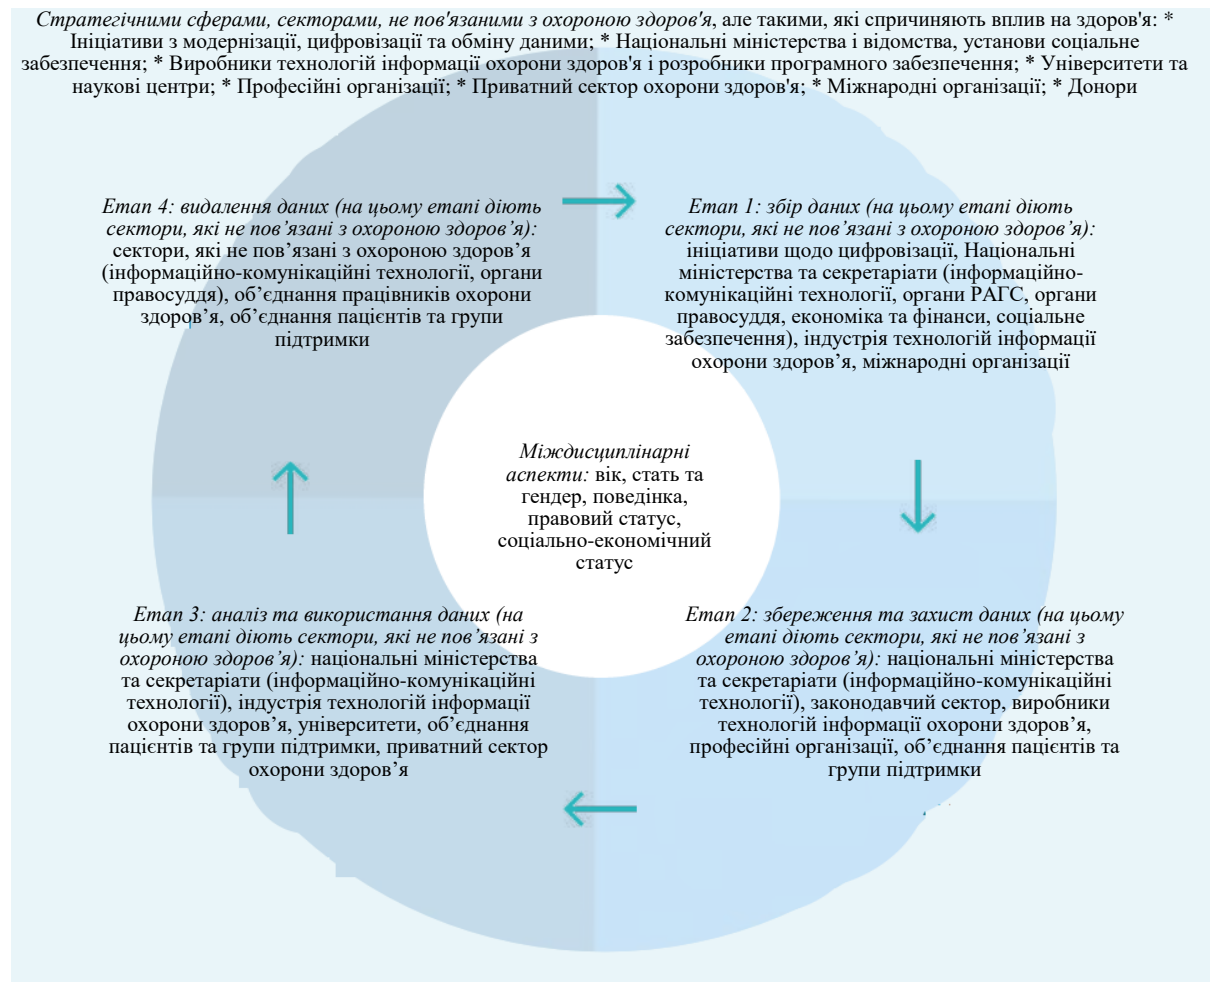 Стратегічними сферами, секторами, не пов'язаними з охороною здоров'я, але такими, які спричиняють вплив на здоров'я: *
Ініціативи з модернізації, цифровізації та обміну даними; * Національні міністерства і відомства, установи соціальне
забезпечення; * Виробники технологій інформації охорони здоров'я і розробники програмного забезпечення; * Університети та
наукові центри; * Професійні організації; * Приватний сектор охорони здоров'я; * Міжнародні організації; * Донори
Етап 4: видалення даних (на цьому етапі діють
сектори, які не пов’язані з охороною здоров’я):
сектори, які не пов’язані з охороною здоров’я
(інформаційно-комунікаційні технології, органи
правосуддя), об’єднання працівників охорони
здоров’я, об’єднання пацієнтів та групи
підтримки
Етап 1: збір даних (на цьому етапі діють
сектори, які не пов’язані з охороною здоров’я):
ініціативи щодо цифровізації, Національні
міністерства та секретаріати (інформаційно-
комунікаційні технології, органи РАГС, органи
правосуддя, економіка та фінанси, соціальне
забезпечення), індустрія технологій інформації
охорони здоров’я, міжнародні організації
Міждисциплінарні
аспекти: вік, стать та
гендер, поведінка,
правовий статус,
соціально-економічний
статус
Етап 3: аналіз та використання даних (на
цьому етапі діють сектори, які не пов’язані з
охороною здоров’я): національні міністерства
та секретаріати (інформаційно-комунікаційні
технології), індустрія технологій інформації
охорони здоров’я, університети, об’єднання
пацієнтів та групи підтримки, приватний сектор
охорони здоров’я
Етап 2: збереження та захист даних (на цьому
етапі діють сектори, які не пов’язані з
охороною здоров’я): національні міністерства
та секретаріати (інформаційно-комунікаційні
технології), законодавчий сектор, виробники
технологій інформації охорони здоров’я,
професійні організації, об’єднання пацієнтів та
групи підтримки